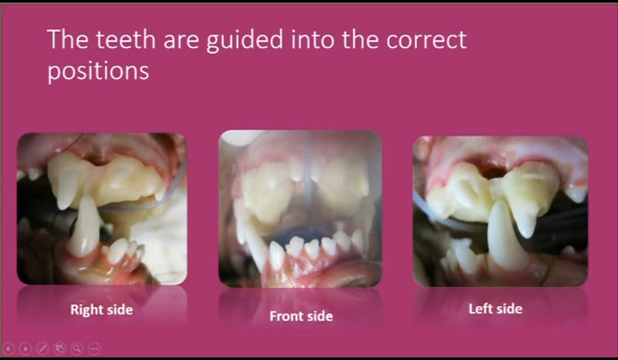 The teeth are guided into the correct
positions
Right side
Front side
Left side